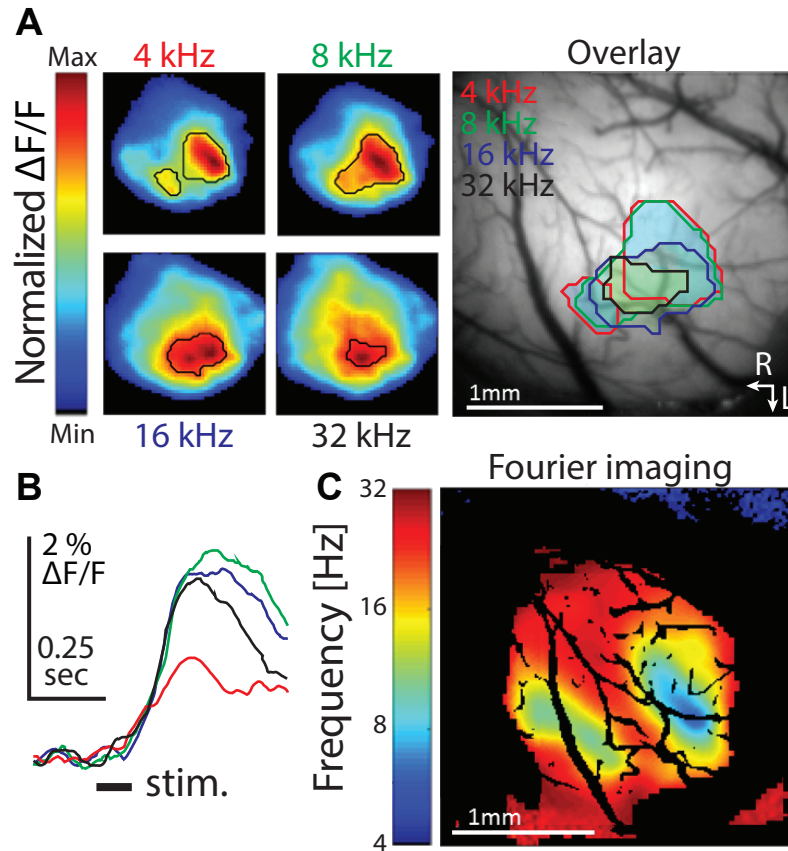 A
Max
4 kHz
8 kHz
Overlay
Normalized ΔF/F
4 kHz
8 kHz
16 kHz
32 kHz
R
L
1mm
Min
16 kHz
32 kHz
B
2 %
ΔF/F
0.25
sec
stim.
C
Fourier imaging
Frequency [Hz]
32
16
8
4
1mm